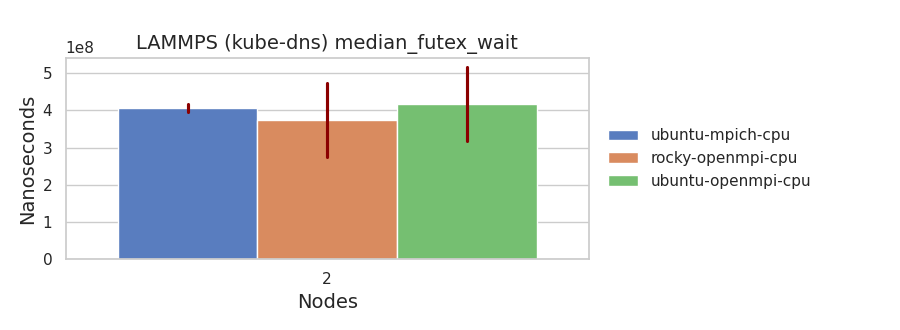 LAMMPS (kube-dns) median_futex_wait
1e8
5
4
3
2
1
0
Nanoseconds
2
Nodes
ubuntu-mpich-cpu
rocky-openmpi-cpu
ubuntu-openmpi-cpu